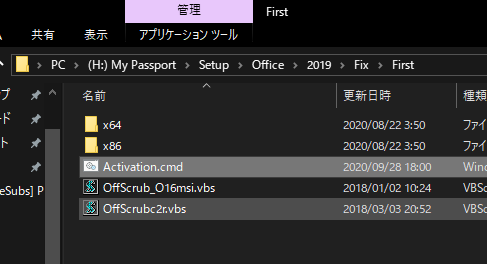 管理
First
共有
表示
アプリケーション ツール
PC > (H:) My Passport > Setup > Office > 2019 > Fix > First
名前
更新日時
種類
x64
2020/08/22 3:50
ファイ
x86
2020/08/22 3:50
ファイ
Activation.cmd
2020/09/28 18:00
Wind
OffScrub_O16msi.vbs
2018/01/02 10:24
VBSc
OffScrubc2r.vbs
2018/03/03 20:52
VBSc
プ
ード
ト
eSubs] P